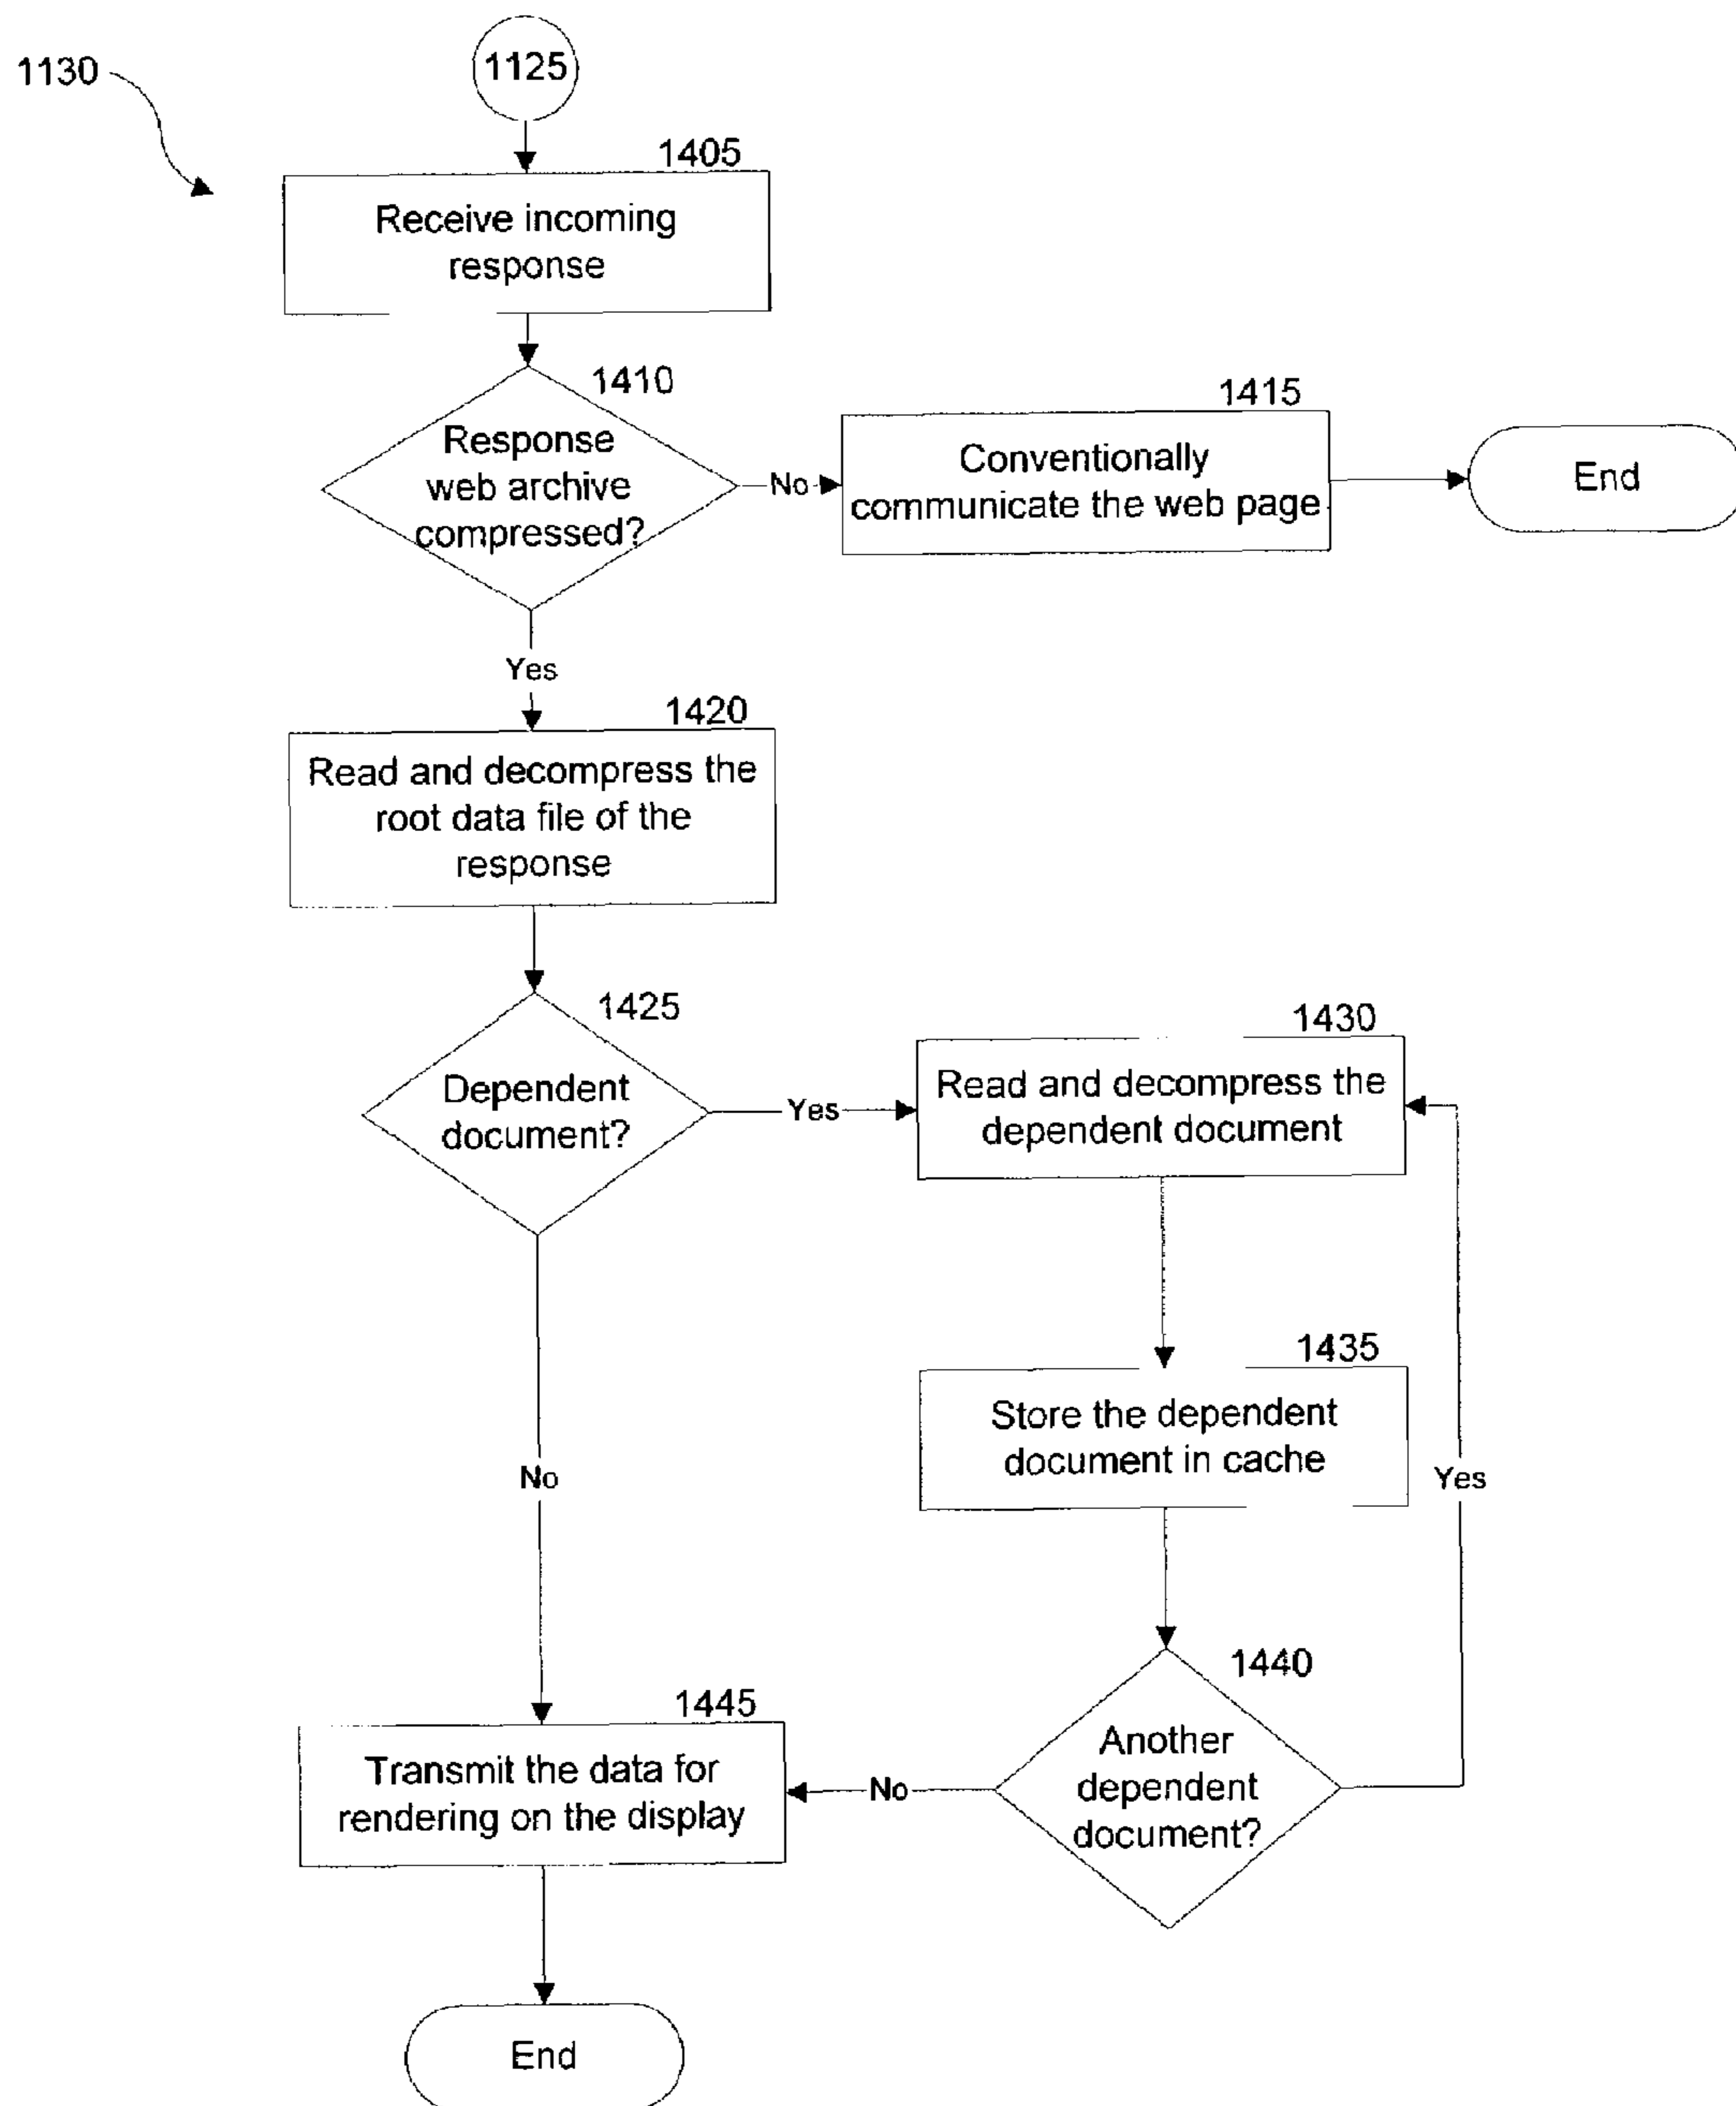 1130
1125
1405
Receive incoming
response
1410
Response
web archive
compressed?
No
1415
Conventionally
communicate the web page
End
Yes
1420
Read and decompress the
root data file of the
response
1425
Dependent
document?
Yes
1430
Read and decompress the
dependent document
1435
Store the dependent
document in cache
No
Yes
1440
Another
dependent
document?
No
1445
Transmit the data for
rendering on the display
End